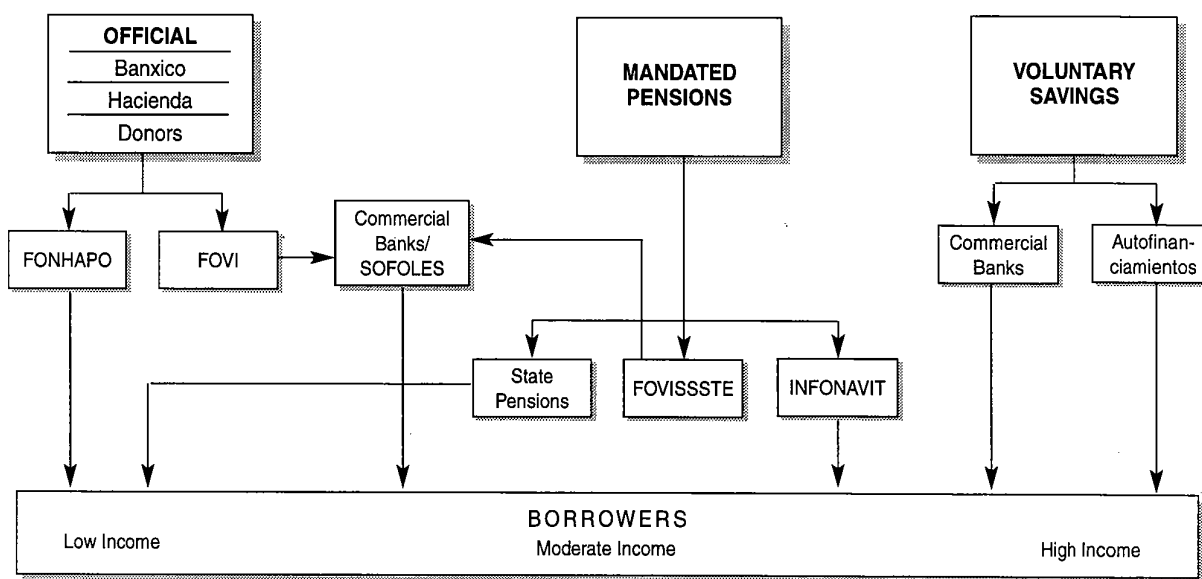 OFFICIAL
Banxico
Hacienda
Donors
MANDATED
PENSIONS
VOLUNTARY
SAVINGS
FONHAPO
FOVI
Commercial
Banks/
SOFOLES
Commercial
Banks
Autofinan-
ciamientos
State
Pensions
FOVISSSTE
INFONAVIT
BORROWERS
Low Income
Moderate Income
High Income